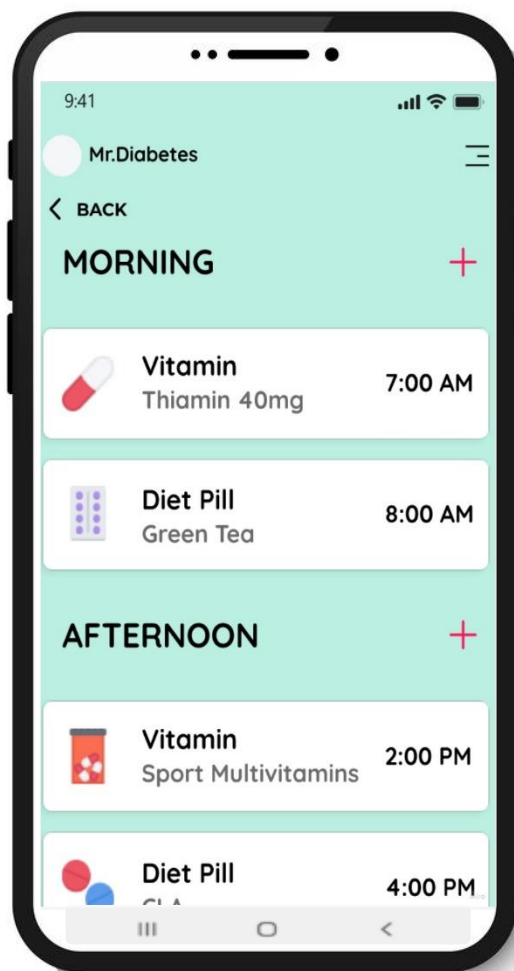 9:41
Mr.Diabetes
BACK
MORNING
Vitamin
Thiamin 40mg
7:00 AM
Diet Pill
Green Tea
8:00 AM
AFTERNOON
Vitamin
Sport Multivitamins
2:00 PM
Diet Pill
4:00 PM